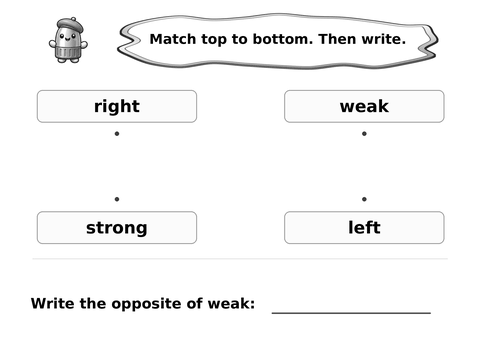 Match top to bottom. Then write.
right
weak
strong
left
Write the opposite of weak: